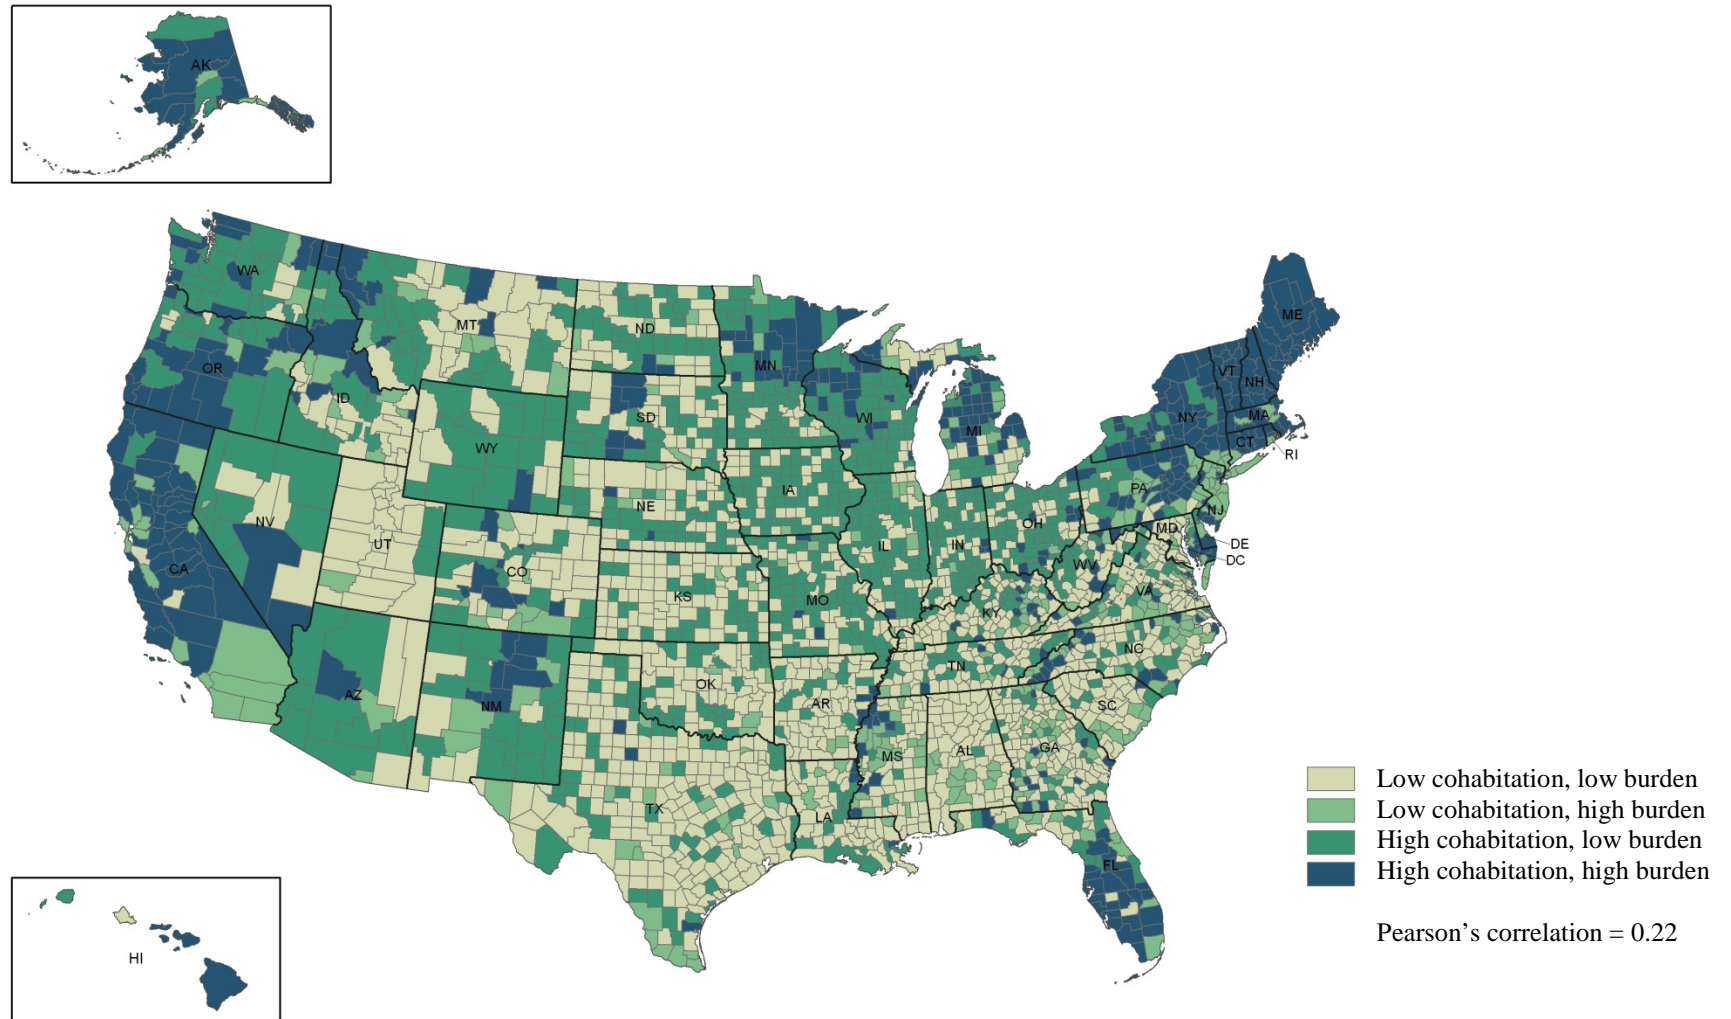 AK
WA
MT
ND
MN
ME
OR
ID
SD
WI
MI
VT
NH
NY
MA
CT
RI
WY
NE
IA
PA
NJ
NV
UT
CO
IL
IN
OH
MD
DE
DC
CA
KS
MO
WV
VA
KY
AZ
NM
OK
AR
TN
NC
SC
MS
AL
GA
TX
LA
FL
HI
Low cohabitation, low burden
Low cohabitation, high burden
High cohabitation, low burden
High cohabitation, high burden
Pearson’s correlation = 0.22